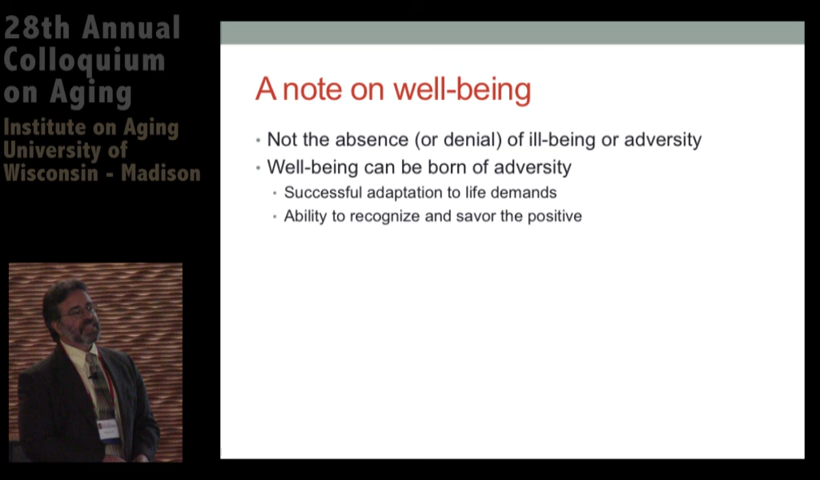 28th Annual
Colloquium
on Aging
Institute on Aging
University of
Wisconsin - Madison
A note on well-being
• Not the absence (or denial) of ill-being or adversity
• Well-being can be born of adversity
• Successful adaptation to life demands
• Ability to recognize and savor the positive